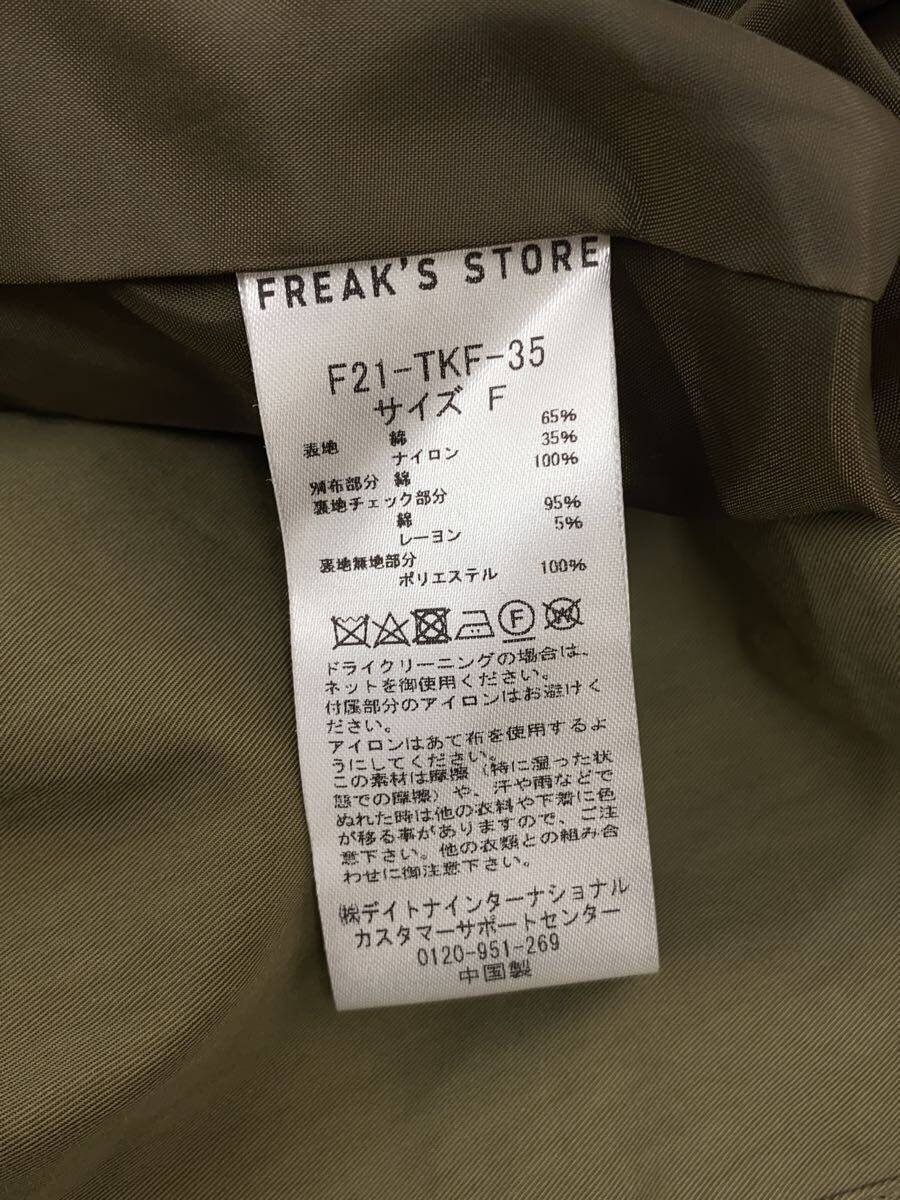 FREAK'S STORE
F21-TKF-35
サイズ F
表地 綿 65%
ナイロン 35%
別布部分 綿 100%
裏地チェック部分
綿 95%
レーヨン 5%
裏地無地部分
ポリエステル 100%
F W
ドライクリーニングの場合は、
ネットを御使用ください。
付属部分のアイロンはお避けく
ださい。
アイロンはあて布を使用するよ
うにしてください。
この素材は摩擦（特に湿った状
態での摩擦）や、汗や雨などで
ぬれた時は他の衣料や下着に色
が移る事がありますので、ご注
意下さい。他の衣類との組み合
わせに御注意下さい。
㈱デイトナインターナショナル
カスタマーサポートセンター
0120-951-269
中国製